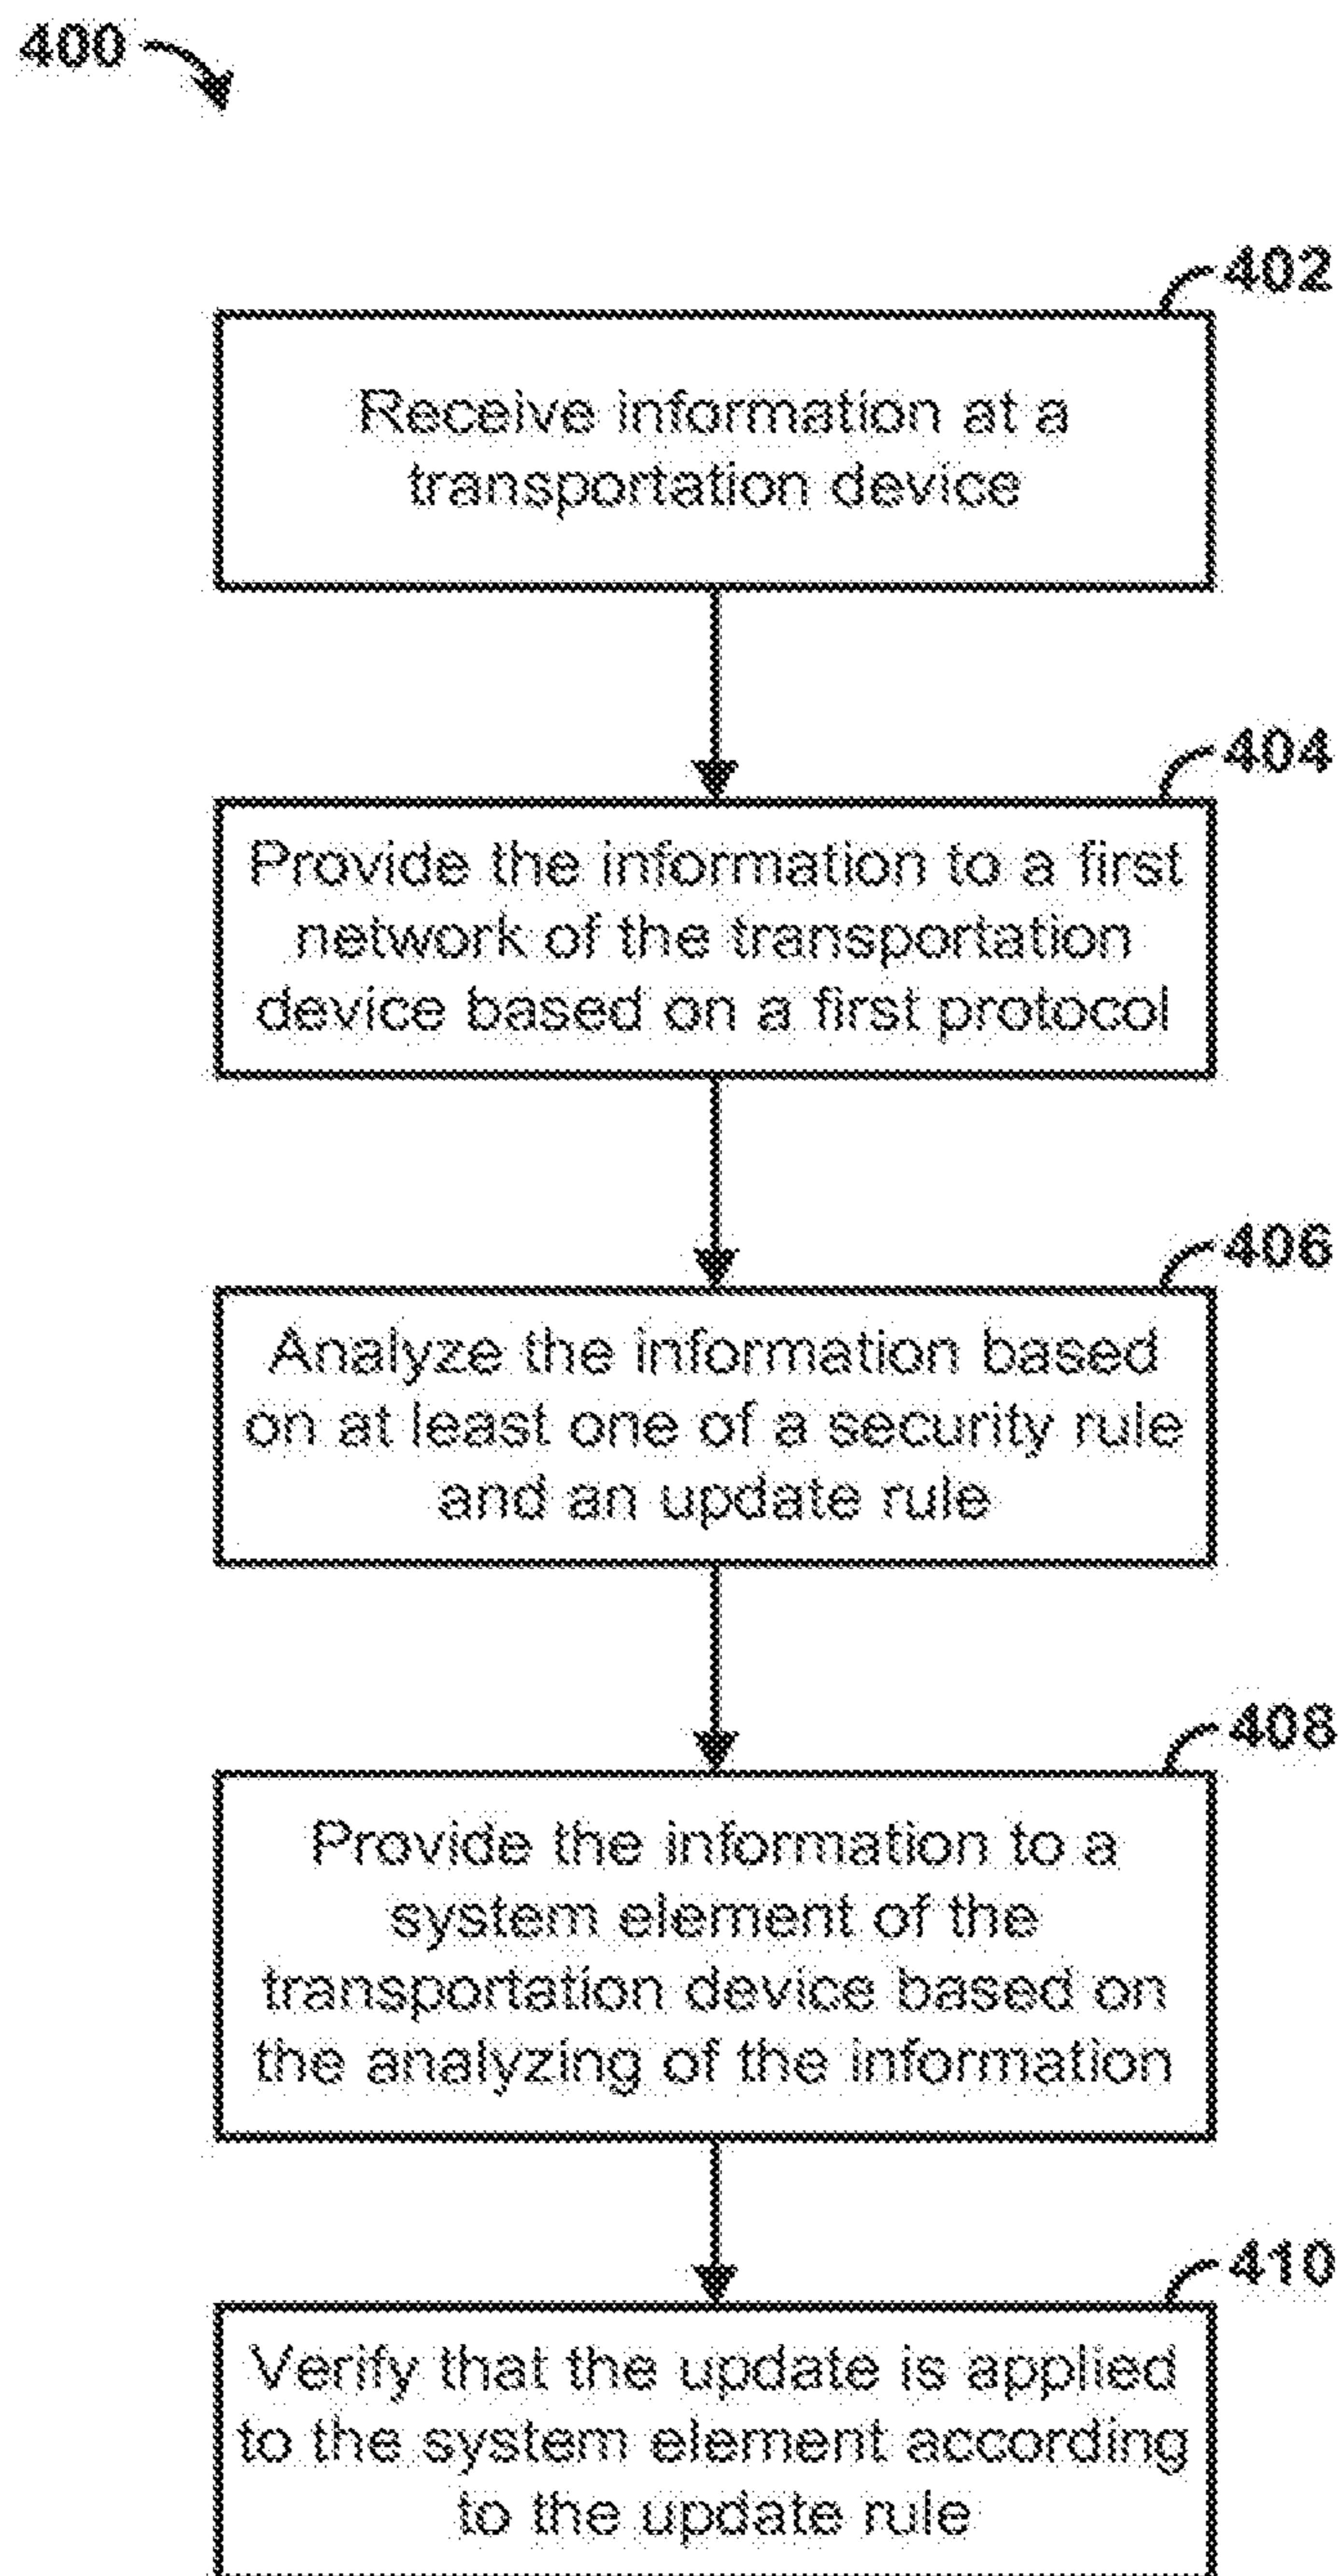 400
402
Receive information at a
transportation device
404
Provide the information to a first
network of the transportation
device based on a first protocol
406
Analyze the information based
on at least one of a security rule
and an update rule
408
Provide the information to a
system element of the
transportation device based on
the analyzing of the information
410
Verify that the update is applied
to the system element according
to the update rule